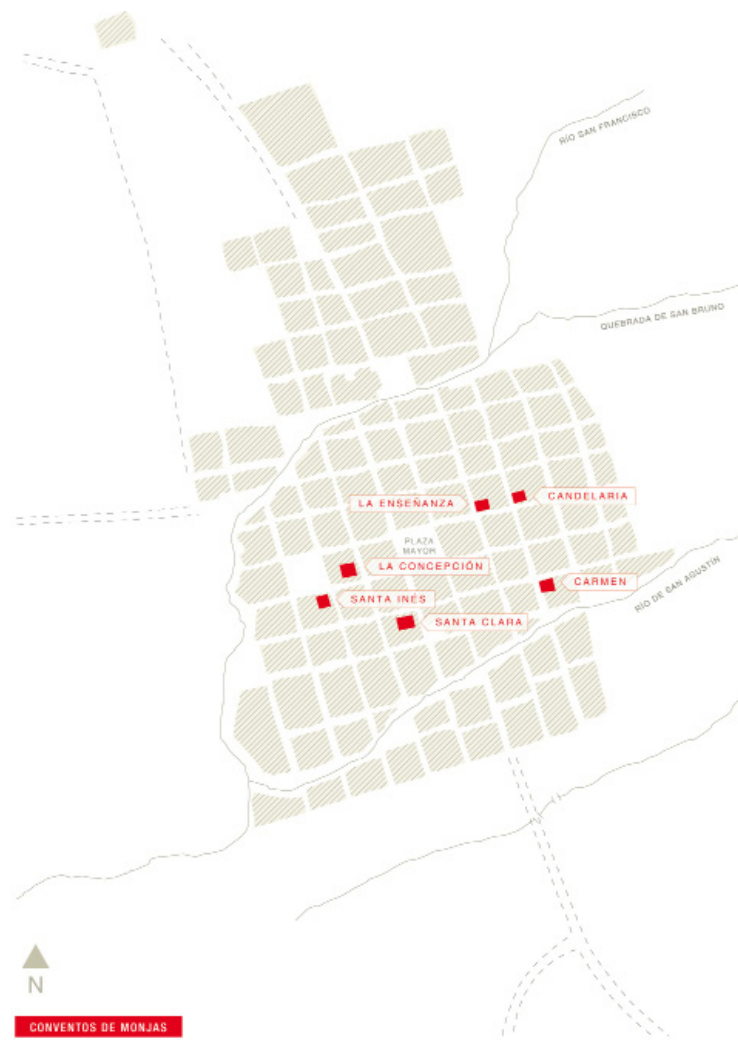 RÍO SAN FRANCISCO
QUEBRADA DE SAN BRUNO
LA ENSEÑANZA
CANDELARIA
PLAZA
MAYOR
LA CONCEPCIÓN
CARMEN
SANTA INÉS
SANTA CLARA
RÍO DE SAN AGUSTÍN
N
CONVENTOS DE MONJAS